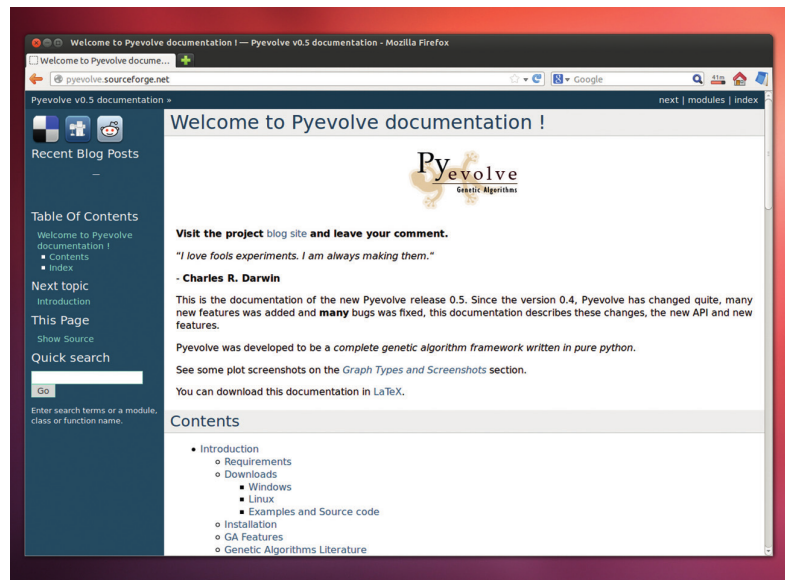 Welcome to Pyevolve documentation ! — Pyevolve v0.5 documentation - Mozilla Firefox
Welcome to Pyevolve docume...
pyevolve.sourceforge.net
Google
41m
Pyevolve v0.5 documentation »
next | modules | index
Recent Blog Posts
Table Of Contents
Welcome to Pyevolve
documentation !
Contents
Index
Next topic
Introduction
This Page
Show Source
Quick search
Go
Enter search terms or a module,
class or function name.
Welcome to Pyevolve documentation !
Pyevolve
Genetic Algorithms
Visit the project blog site and leave your comment.
"I love fools experiments. I am always making them."
- Charles R. Darwin
This is the documentation of the new Pyevolve release 0.5. Since the version 0.4, Pyevolve has changed quite, many
new features was added and many bugs was fixed, this documentation describes these changes, the new API and new
features.
Pyevolve was developed to be a complete genetic algorithm framework written in pure python.
See some plot screenshots on the Graph Types and Screenshots section.
You can download this documentation in LaTeX.
Contents
Introduction
Requirements
Downloads
Windows
Linux
Examples and Source code
Installation
GA Features
Genetic Algorithms Literature